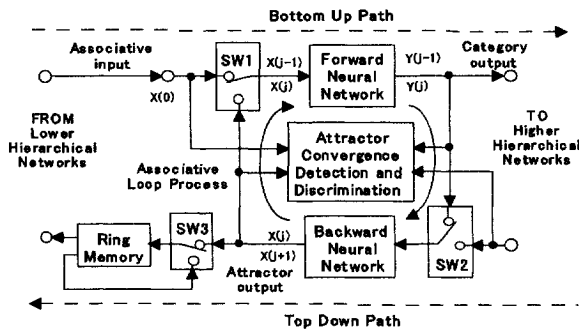 Bottom Up Path
Associative
input
X(0)
SW1
X(j-1)
X(j)
Forward
Neural
Network
Y(j-1)
Y(j)
Category
output
FROM
Lower
Hierarchical
Networks
Associative
Loop Process
Attractor
Convergence
Detection and
Discrimination
TO
Higher
Hierarchical
Networks
Ring
Memory
SW3
X(j)
X(j+1)
Attractor
output
Backward
Neural
Network
SW2
Top Down Path